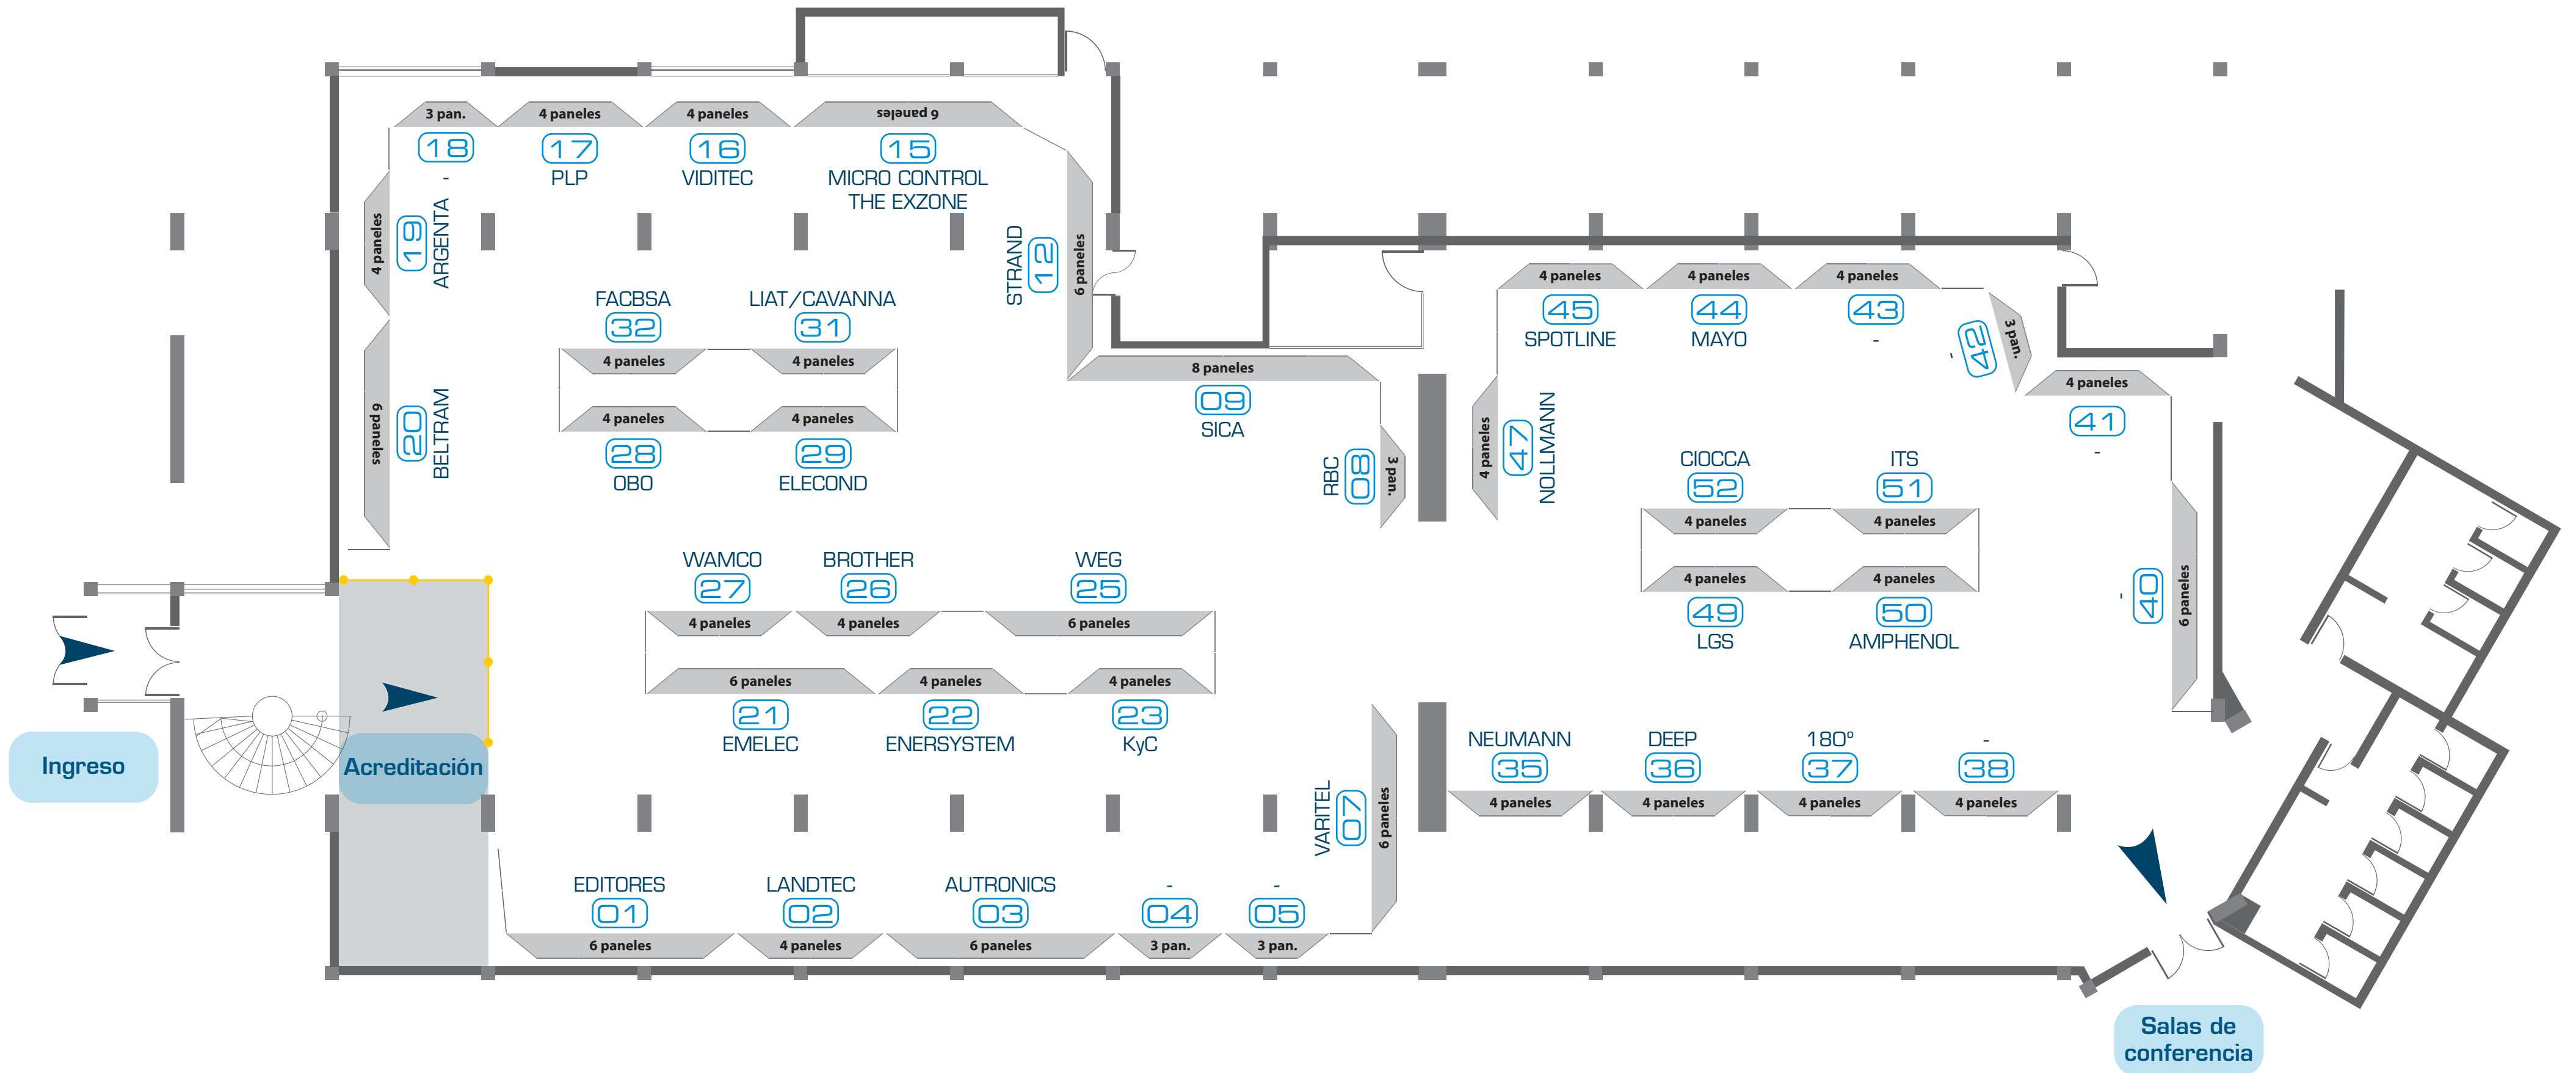 3 pan.
18
-
4 paneles
17
PLP
4 paneles
16
VIDITEC
6 paneles
15
MICRO CONTROL
THE EXZONE
4 paneles
19
ARGENTA
6 paneles
20
BELTRAM
STRAND
12
6 paneles
FACBSA
32
4 paneles
LIAT/CAVANNA
31
4 paneles
4 paneles
28
OBO
4 paneles
29
ELECOND
8 paneles
09
SICA
RBC
08
3 pan.
4 paneles
45
SPOTLINE
4 paneles
44
MAYO
4 paneles
43
-
-
42
3 pan.
4 paneles
41
-
4 paneles
47
NOLLMANN
CIOCCA
52
4 paneles
ITS
51
4 paneles
4 paneles
49
LGS
4 paneles
50
AMPHENOL
-
40
6 paneles
WAMCO
27
4 paneles
BROTHER
26
4 paneles
WEG
25
6 paneles
6 paneles
21
EMELEC
4 paneles
22
ENERSYSTEM
4 paneles
23
KyC
Ingreso
Acreditación
VARITEL
07
6 paneles
NEUMANN
35
4 paneles
DEEP
36
4 paneles
180º
37
4 paneles
-
38
4 paneles
EDITORES
01
6 paneles
LANDTEC
02
4 paneles
AUTRONICS
03
6 paneles
-
04
3 pan.
-
05
3 pan.
Salas de
conferencia